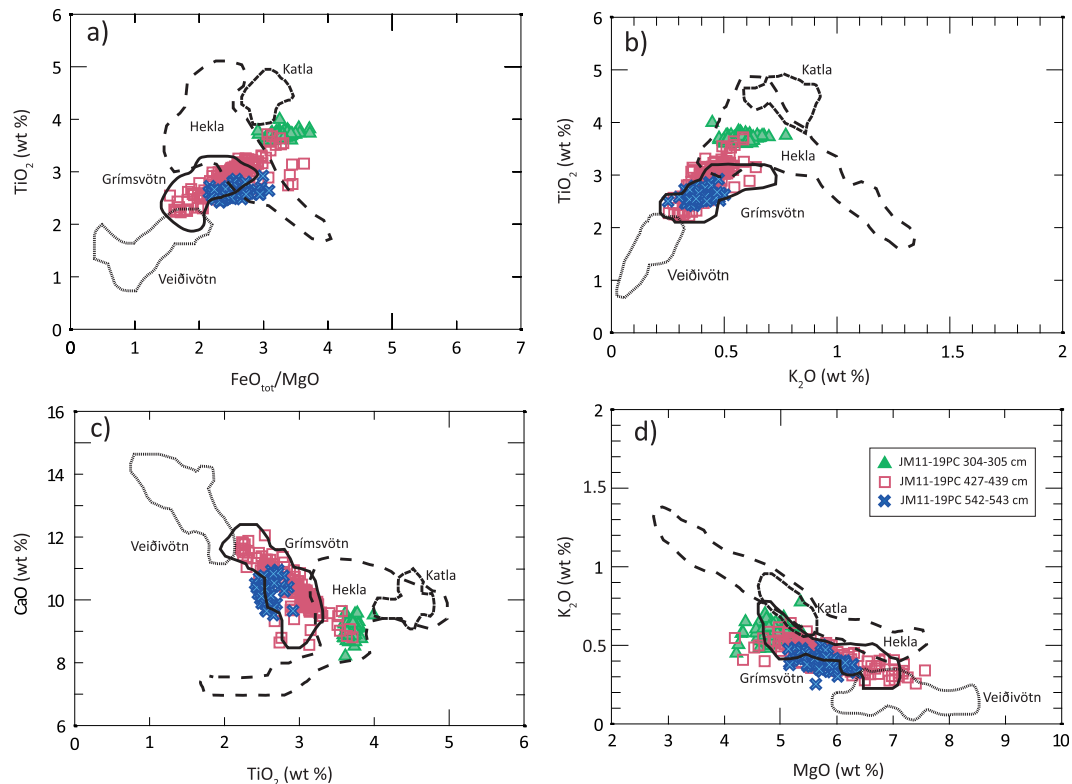 a)
TiO2 (wt %)
6
5
4
3
2
1
0
Katla
Hekla
Grímsvötn
Veiðivötn
0 1 2 3 4 5 6 7
FeOtot/MgO
b)
TiO2 (wt %)
6
5
4
3
2
1
0
Katla
Hekla
Grímsvötn
Veiðivötn
0 0.5 1 1.5 2
K2O (wt %)
c)
CaO (wt %)
16
14
12
10
8
6
Veiðivötn
Grímsvötn
Hekla
Katla
0 1 2 3 4 5 6
TiO2 (wt %)
d)
K2O (wt %)
2
1.5
1
0.5
0
JM11-19PC 304-305 cm
JM11-19PC 427-439 cm
JM11-19PC 542-543 cm
Katla
Hekla
Grímsvötn
Veiðivötn
2 3 4 5 6 7 8 9 10
MgO (wt %)